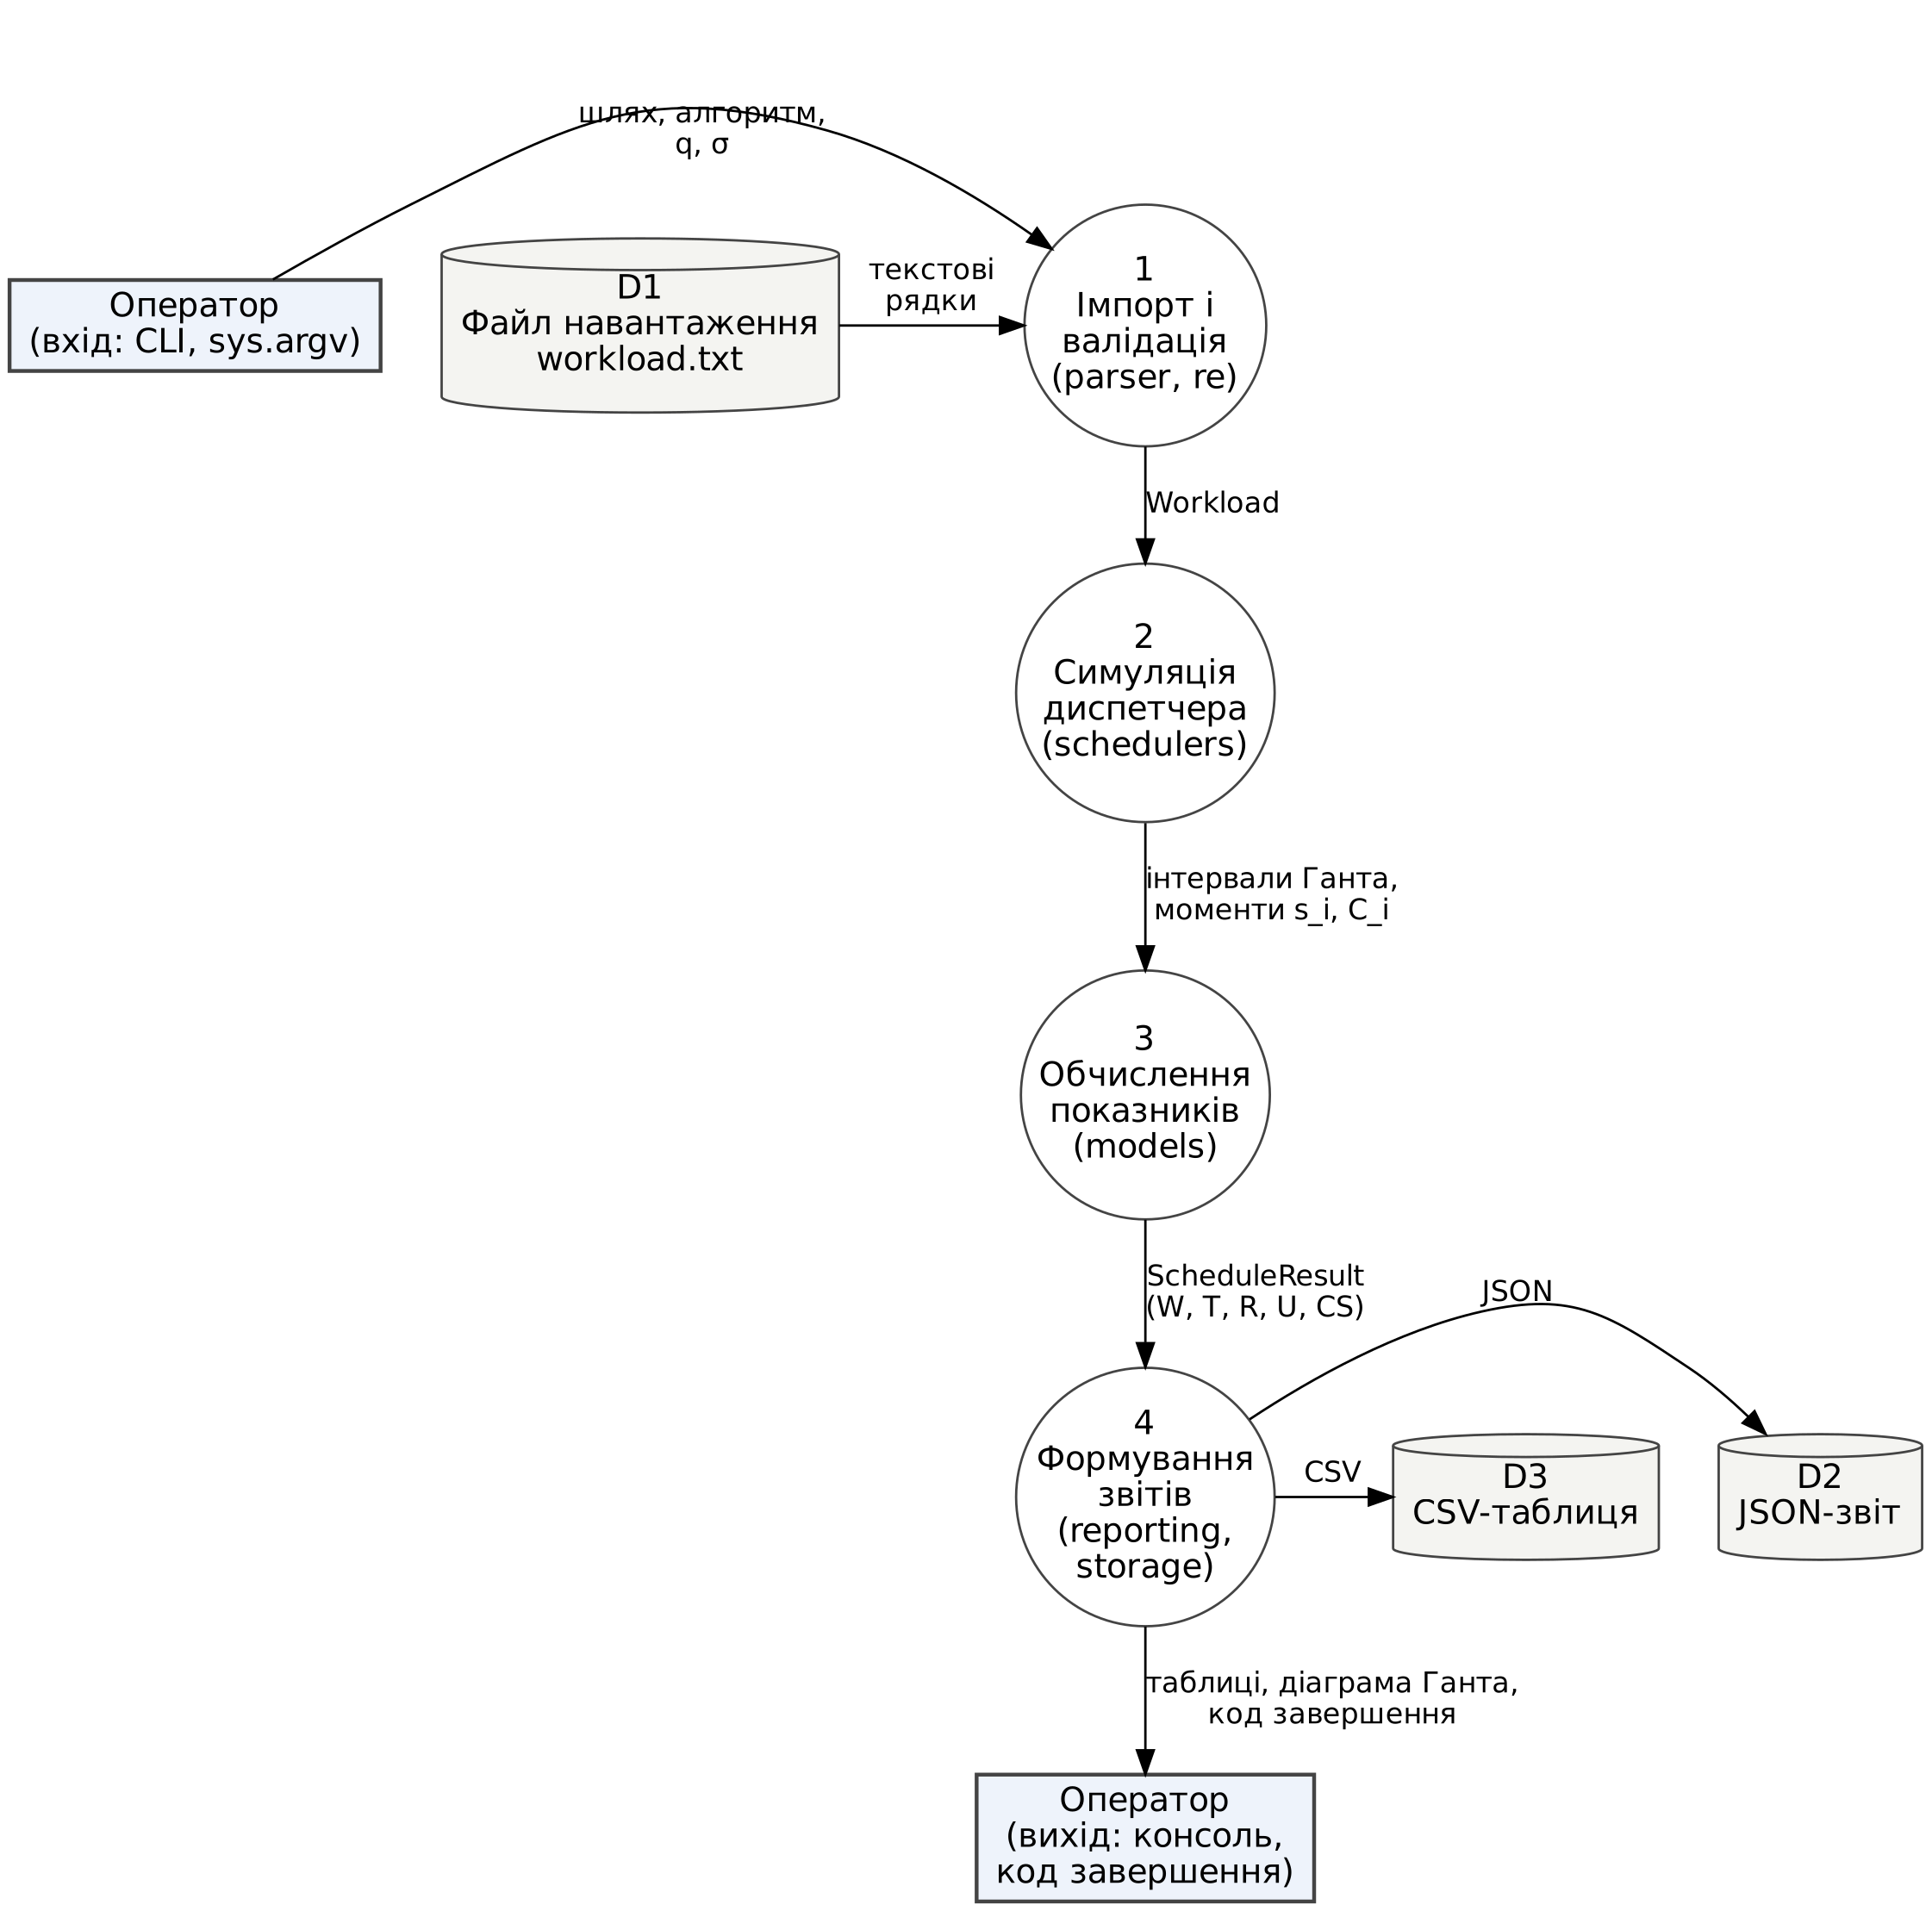 шлях, алгоритм,
q, σ
Оператор
(вхід: CLI, sys.argv)
D1
Файл навантаження
workload.txt
текстові
рядки
1
Імпорт і
валідація
(parser, re)
Workload
2
Симуляція
диспетчера
(schedulers)
інтервали Ганта,
моменти s_i, C_i
3
Обчислення
показників
(models)
ScheduleResult
(W, T, R, U, CS)
JSON
4
Формування
звітів
(reporting,
storage)
CSV
D3
CSV-таблиця
D2
JSON-звіт
таблиці, діаграма Ганта,
код завершення
Оператор
(вихід: консоль,
код завершення)